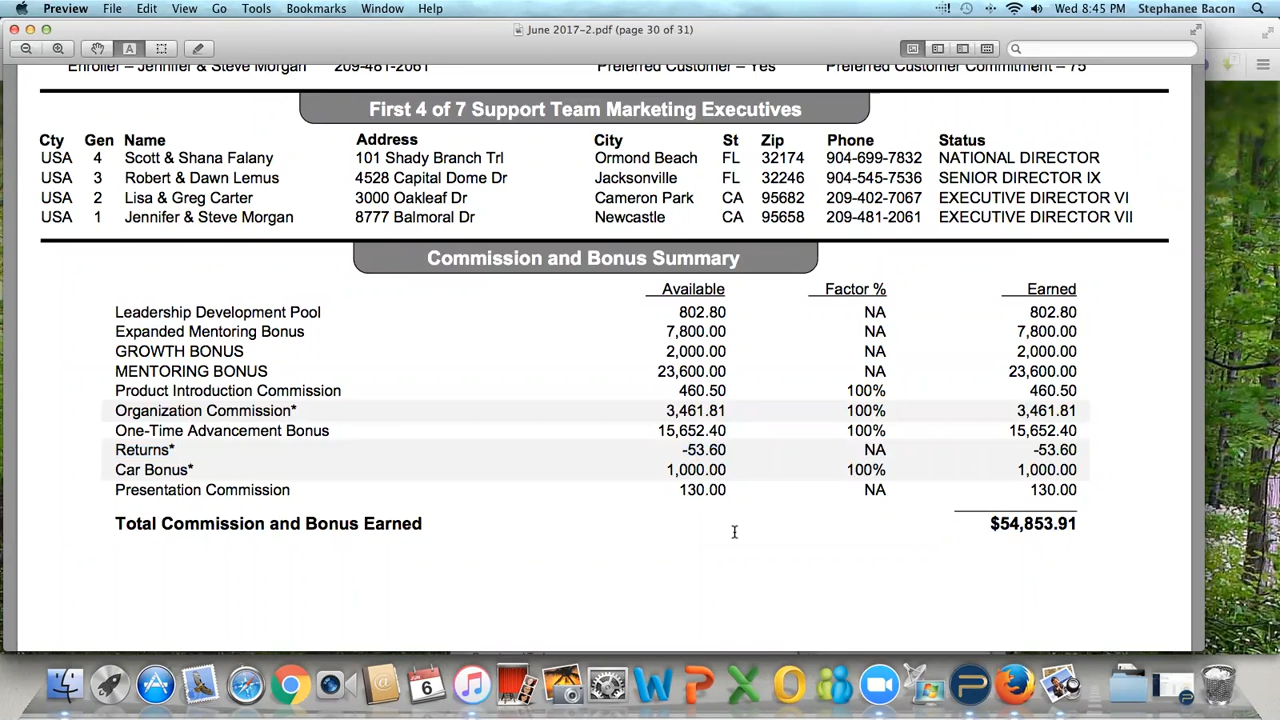 Preview File Edit View Go Tools Bookmarks Window Help Wed 8:45 PM Stephanee Bacon
June 2017-2.pdf (page 30 of 31)
Enroller – Jennifer & Steve Morgan 209-481-2061 Preferred Customer – Yes Preferred Customer Commitment – 75
First 4 of 7 Support Team Marketing Executives
Cty Gen Name Address City St Zip Phone Status
USA 4 Scott & Shana Falany 101 Shady Branch Trl Ormond Beach FL 32174 904-699-7832 NATIONAL DIRECTOR
USA 3 Robert & Dawn Lemus 4528 Capital Dome Dr Jacksonville FL 32246 904-545-7536 SENIOR DIRECTOR IX
USA 2 Lisa & Greg Carter 3000 Oakleaf Dr Cameron Park CA 95682 209-402-7067 EXECUTIVE DIRECTOR VI
USA 1 Jennifer & Steve Morgan 8777 Balmoral Dr Newcastle CA 95658 209-481-2061 EXECUTIVE DIRECTOR VII
Commission and Bonus Summary
Available Factor % Earned
Leadership Development Pool 802.80 NA 802.80
Expanded Mentoring Bonus 7,800.00 NA 7,800.00
GROWTH BONUS 2,000.00 NA 2,000.00
MENTORING BONUS 23,600.00 NA 23,600.00
Product Introduction Commission 460.50 100% 460.50
Organization Commission* 3,461.81 100% 3,461.81
One-Time Advancement Bonus 15,652.40 100% 15,652.40
Returns* -53.60 NA -53.60
Car Bonus* 1,000.00 100% 1,000.00
Presentation Commission 130.00 NA 130.00
Total Commission and Bonus Earned $54,853.91
6